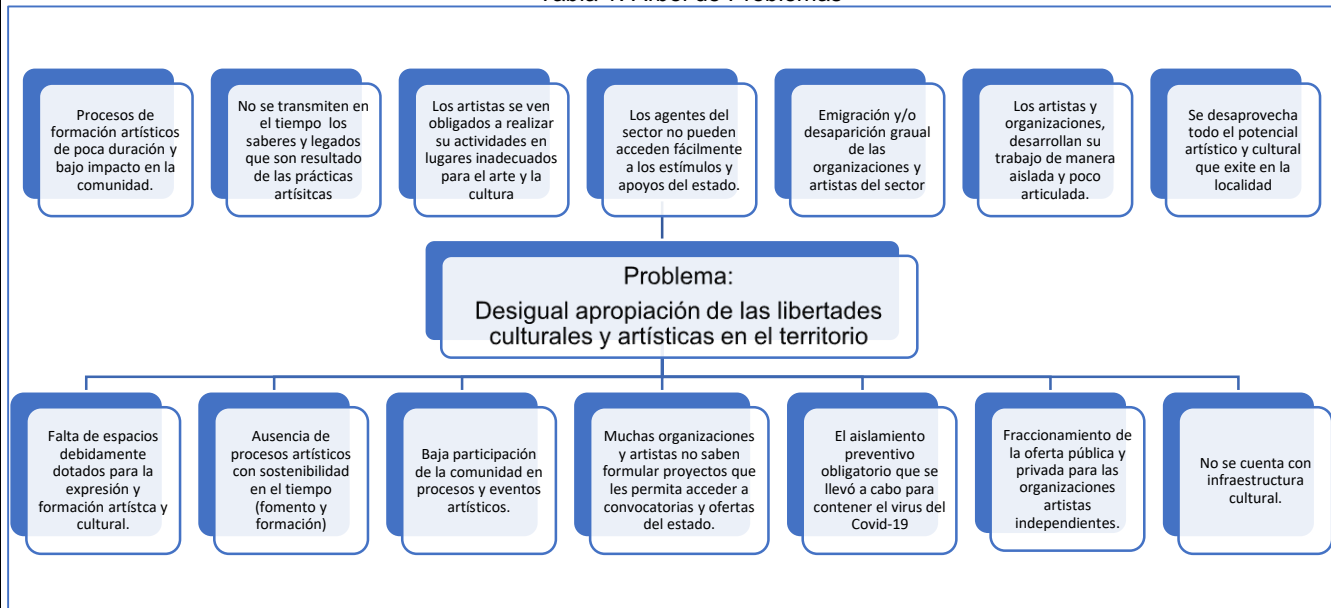 Tabla 1. Árbol de Problemas
Procesos de
formación artísticos
de poca duración y
bajo impacto en la
comunidad.
No se transmiten en
el tiempo los
saberes y legados
que son resultado
de las prácticas
artísitcas
Los artistas se ven
obligados a realizar
su actividades en
lugares inadecuados
para el arte y la
cultura
Los agentes del
sector no pueden
acceden fácilmente
a los estímulos y
apoyos del estado.
Emigración y/o
desaparición graual
de las
organizaciones y
artistas del sector
Los artistas y
organizaciones,
desarrollan su
trabajo de manera
aislada y poco
articulada.
Se desaprovecha
todo el potencial
artístico y cultural
que exite en la
localidad
Problema:
Desigual apropiación de las libertades
culturales y artísticas en el territorio
Falta de espacios
debidamente
dotados para la
expresión y
formación artístca y
cultural.
Ausencia de
procesos artísticos
con sostenibilidad
en el tiempo
(fomento y
formación)
Baja participación
de la comunidad en
procesos y eventos
artísticos.
Muchas organizaciones
y artistas no saben
formular proyectos que
les permita acceder a
convocatorias y ofertas
del estado.
El aislamiento
preventivo
obligatorio que se
llevó a cabo para
contener el virus del
Covid-19
Fraccionamiento de
la oferta pública y
privada para las
organizaciones
artistas
independientes.
No se cuenta con
infraestructura
cultural.